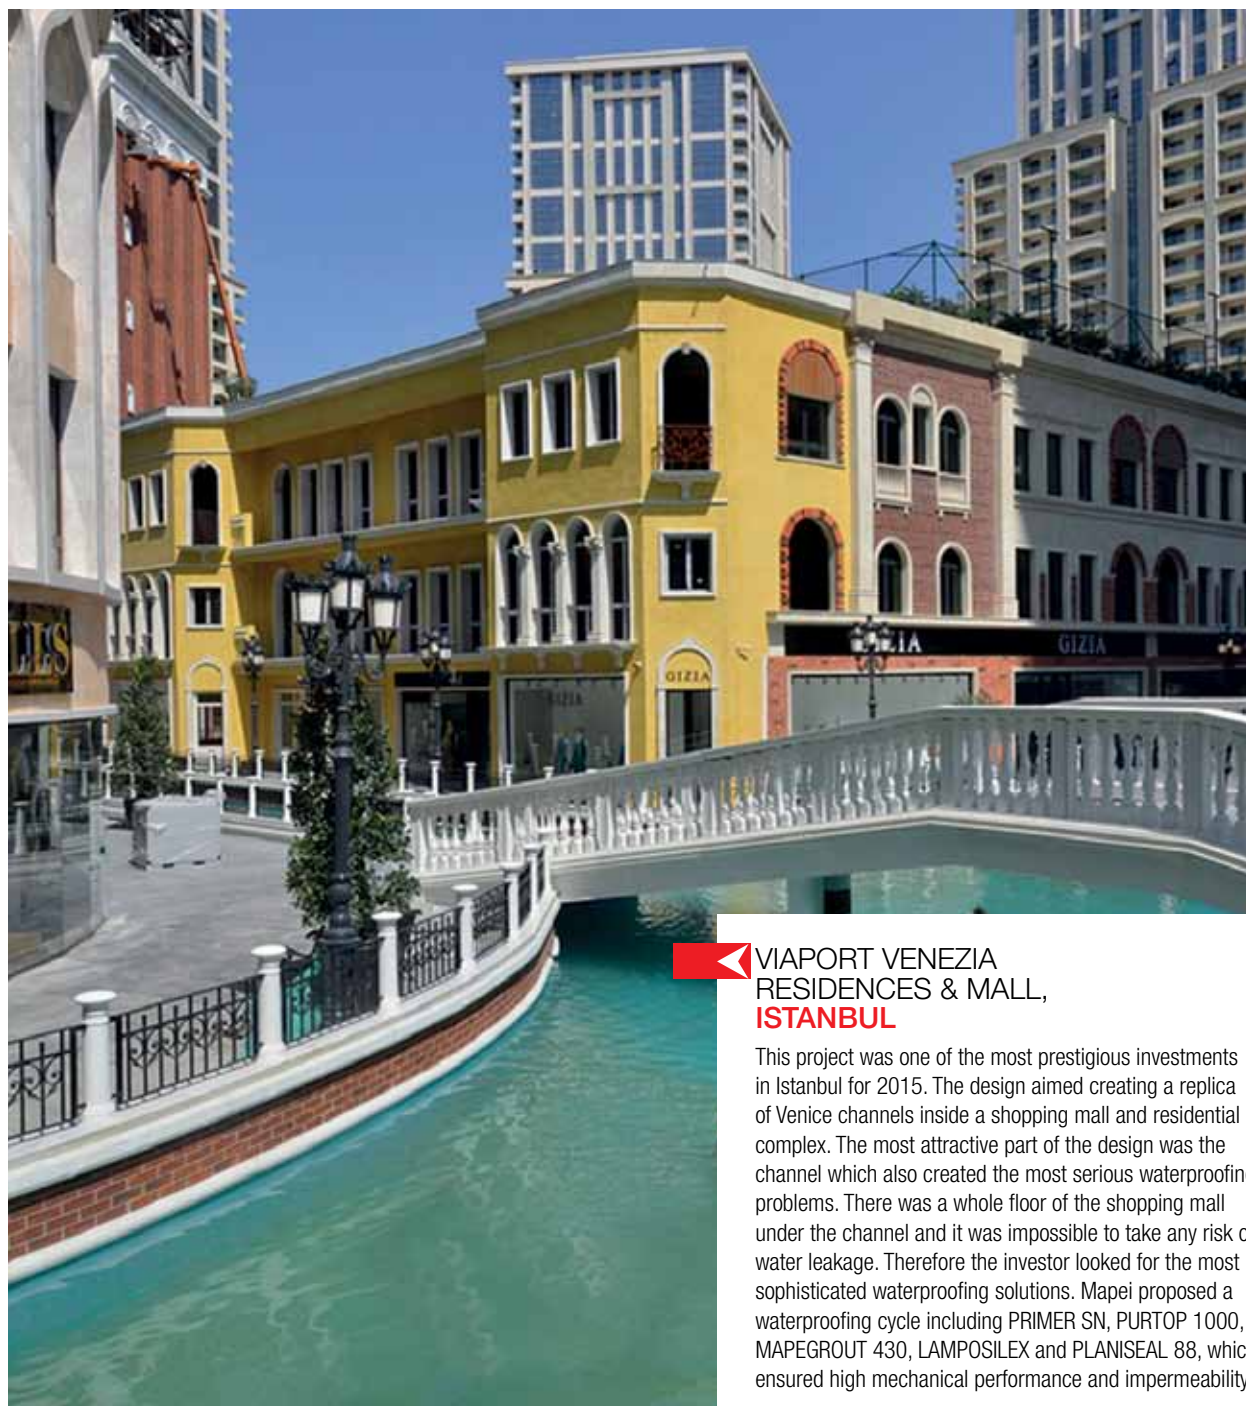 LLS
GIZIA
GIZIA
GIZIA
VIAPORT VENEZIA
RESIDENCES & MALL,
ISTANBUL
This project was one of the most prestigious investments
in Istanbul for 2015. The design aimed creating a replica
of Venice channels inside a shopping mall and residential
complex. The most attractive part of the design was the
channel which also created the most serious waterproofin
problems. There was a whole floor of the shopping mall
under the channel and it was impossible to take any risk o
water leakage. Therefore the investor looked for the most
sophisticated waterproofing solutions. Mapei proposed a
waterproofing cycle including PRIMER SN, PURTOP 1000,
MAPEGROUT 430, LAMPOSILEX and PLANISEAL 88, whic
ensured high mechanical performance and impermeability